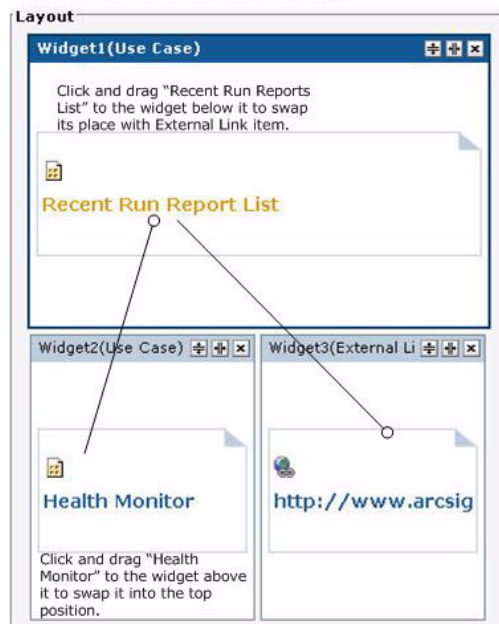 Layout
Widget1(Use Case)
Click and drag “Recent Run Reports
List” to the widget below it to swap
its place with External Link item.
Recent Run Report List
Widget2(Use Case)
Widget3(External Li
Health Monitor
http://www.arcsig
Click and drag “Health
Monitor” to the widget above
it to swap it into the top
position.